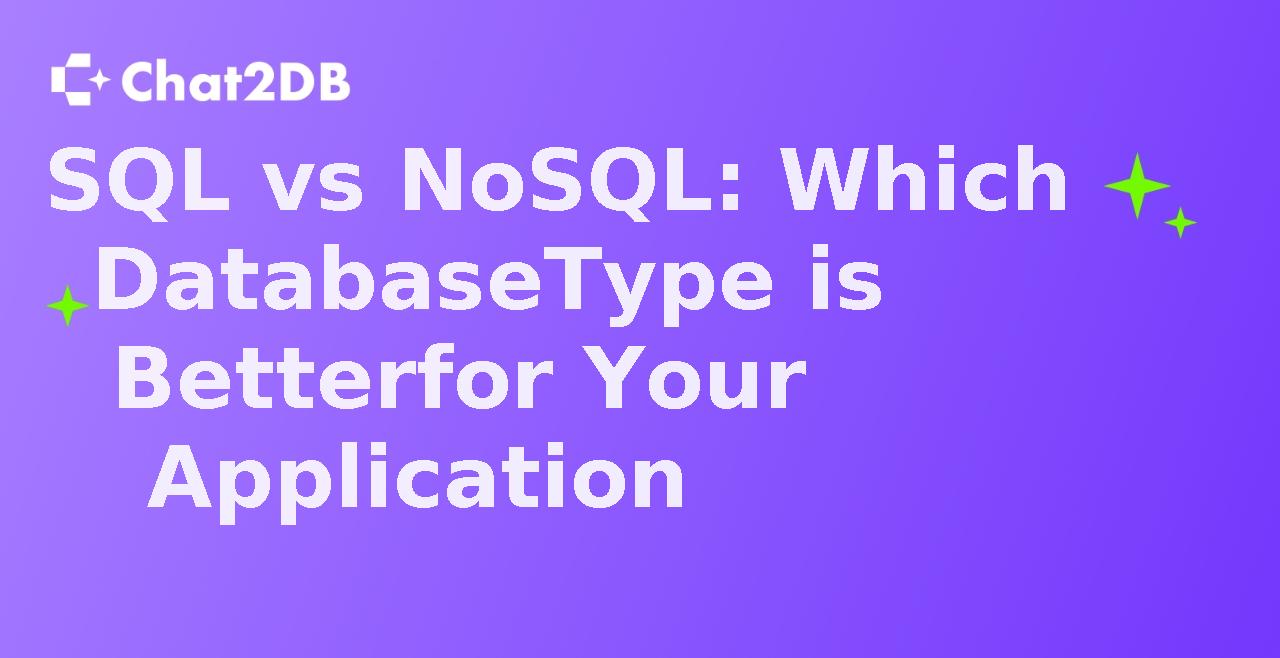 Chat2DB
SQL vs NoSQL: Which
DatabaseType is
Betterfor Your
Application